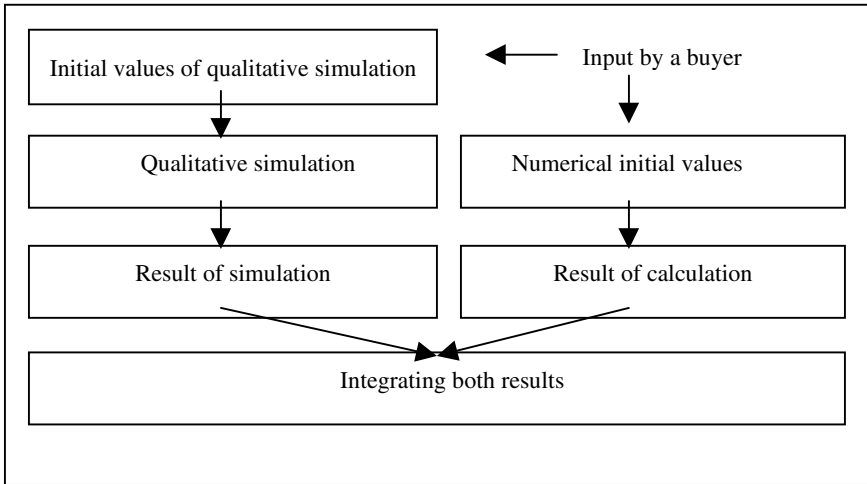 Initial values of qualitative simulation
Input by a buyer
Qualitative simulation
Numerical initial values
Result of simulation
Result of calculation
Integrating both results